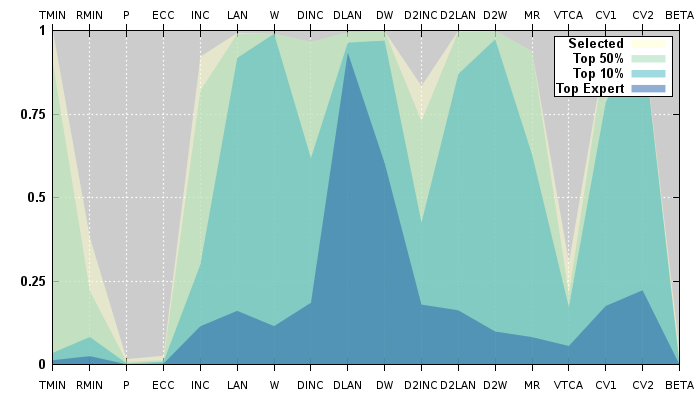 TMIN RMIN P ECC INC LAN W DINC DLAN DW D2INC D2LAN D2W MR VTCA CV1 CV2 BETA
1
Selected
Top 50%
Top 10%
Top Expert
0.75
0.5
0.25
0
TMIN RMIN P ECC INC LAN W DINC DLAN DW D2INC D2LAN D2W MR VTCA CV1 CV2 BETA